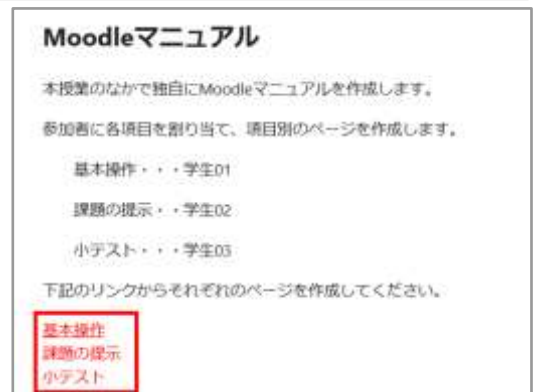 Moodleマニュアル
本授業のなかで独自にMoodleマニュアルを作成します。
参加者に各項目を割り当て、項目別のページを作成します。
基本操作・・・学生01
課題の提示・・学生02
小テスト・・・学生03
下記のリンクからそれぞれのページを作成してください。
基本操作
課題の提示
小テスト